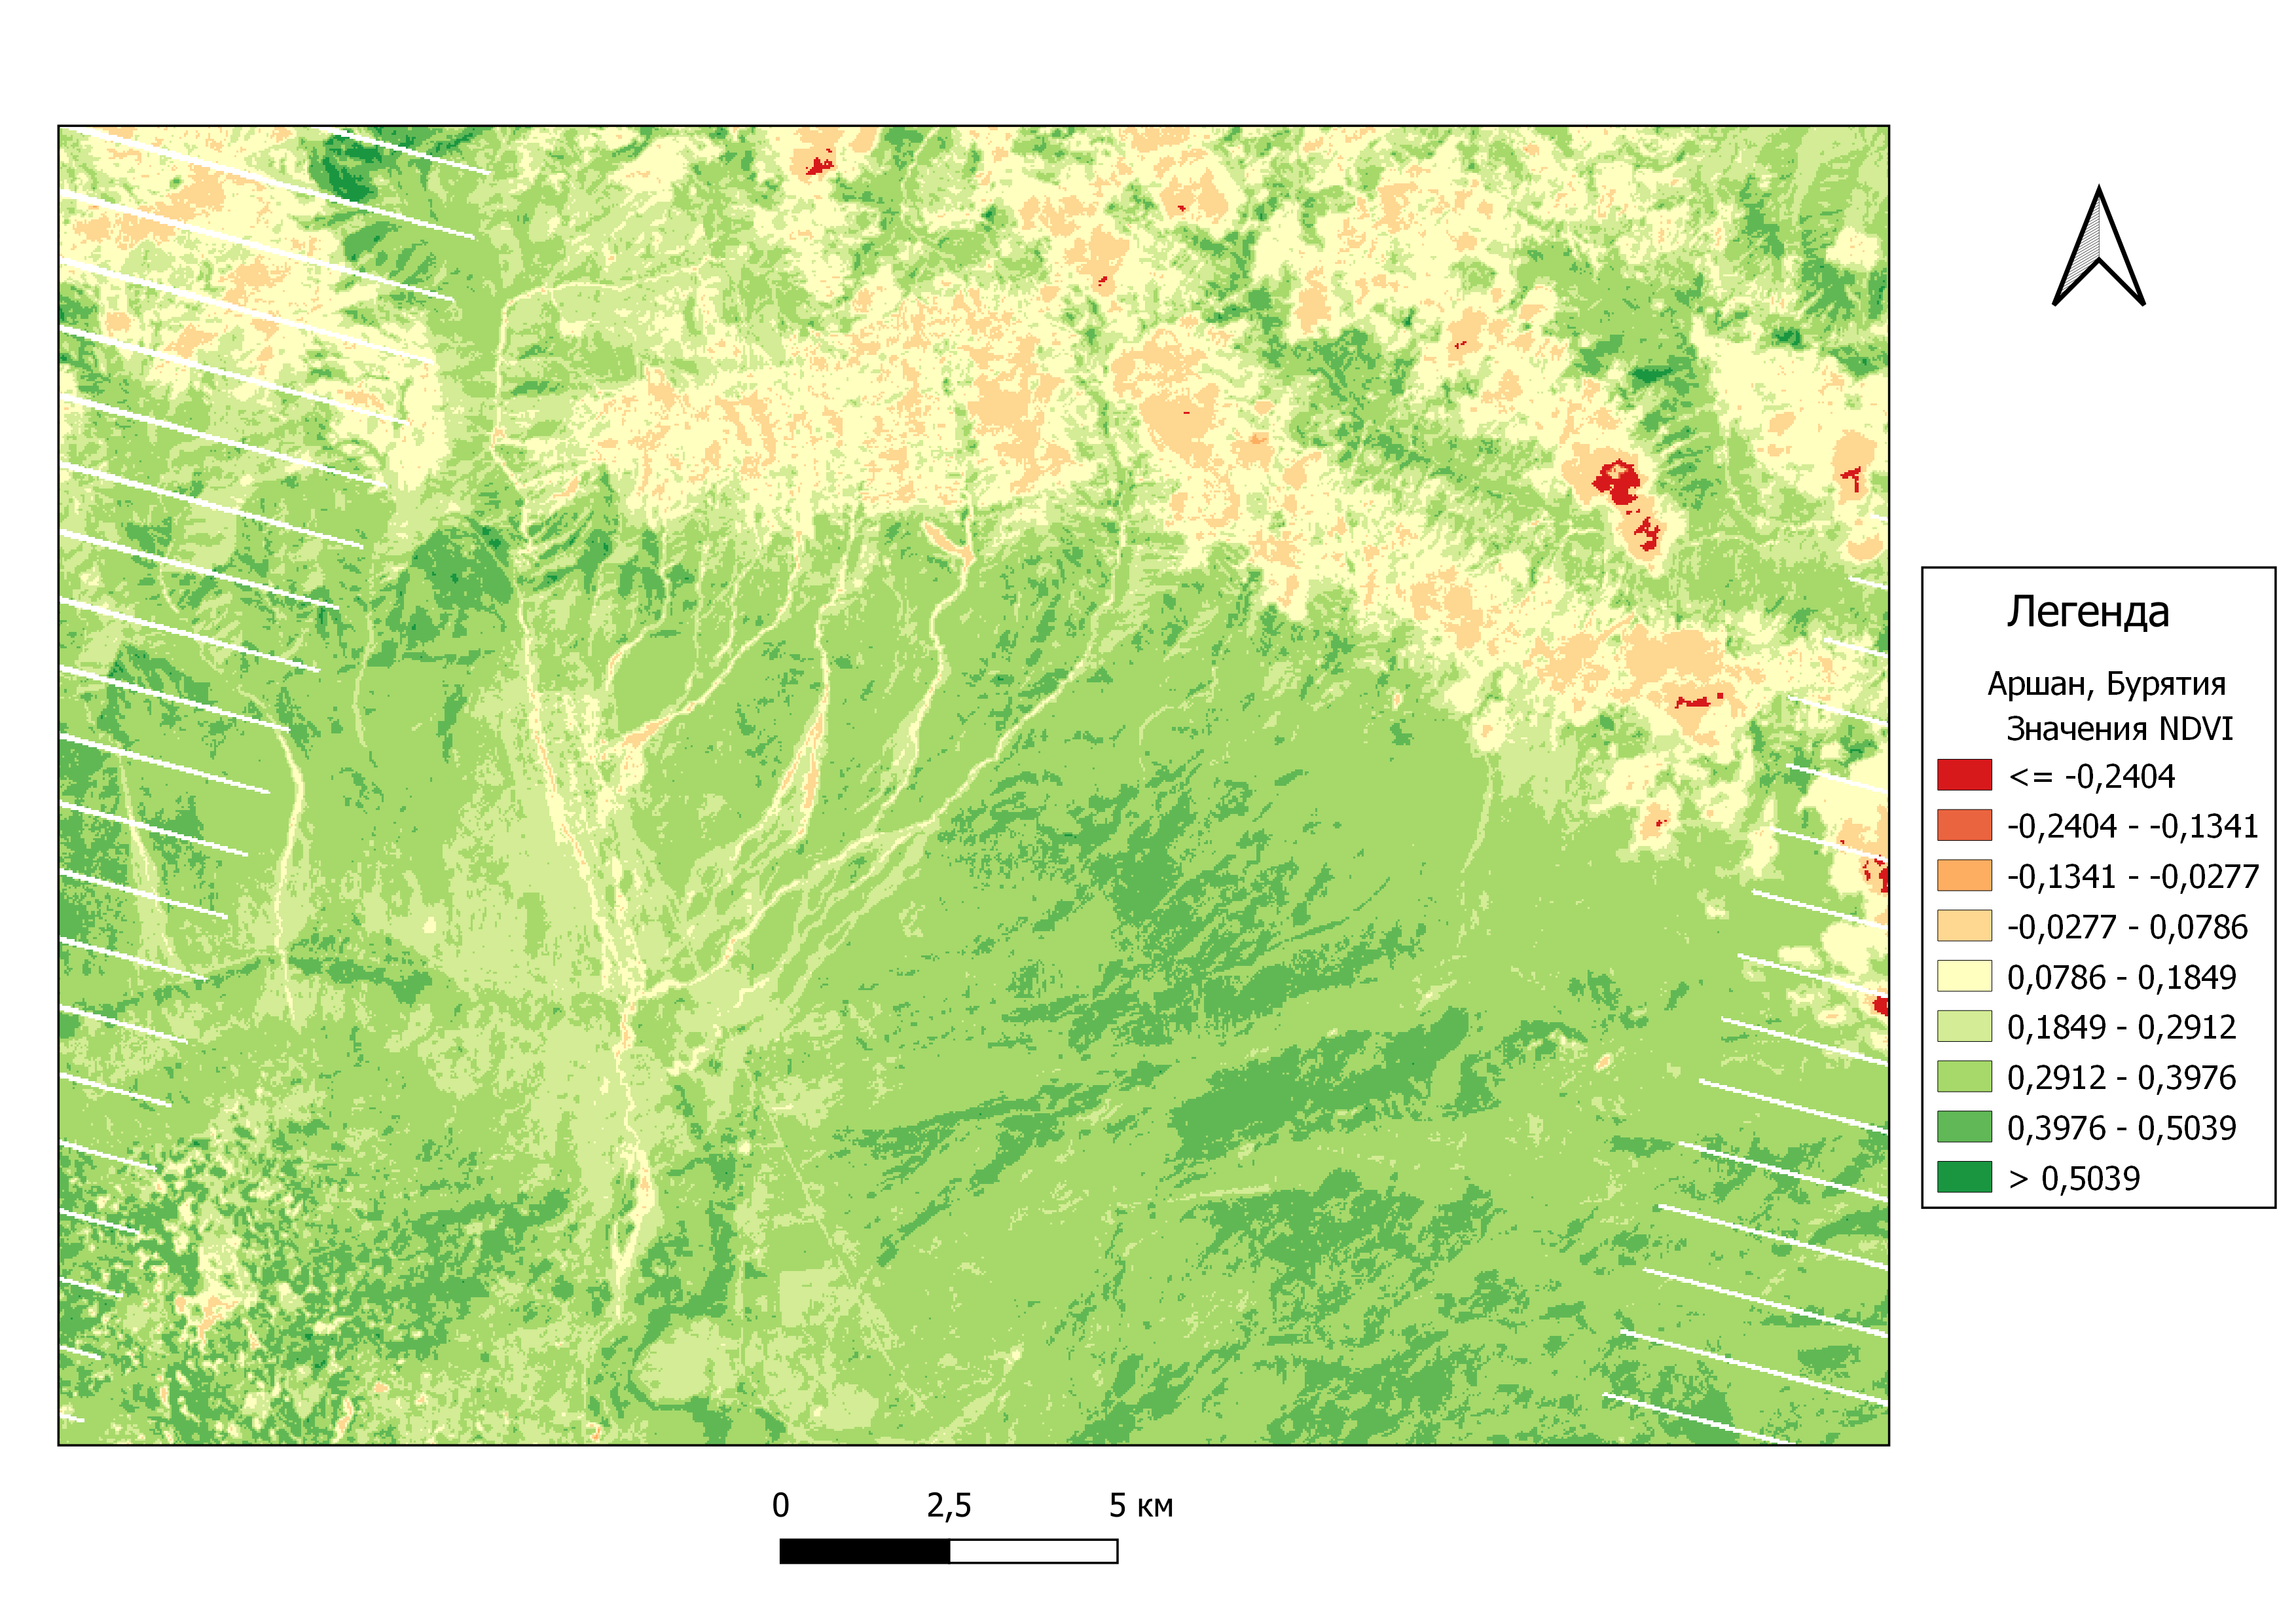 Легенда
Аршан, Бурятия
Значения NDVI
<= -0,2404
-0,2404 - -0,1341
-0,1341 - -0,0277
-0,0277 - 0,0786
0,0786 - 0,1849
0,1849 - 0,2912
0,2912 - 0,3976
0,3976 - 0,5039
> 0,5039
0 2,5 5 км